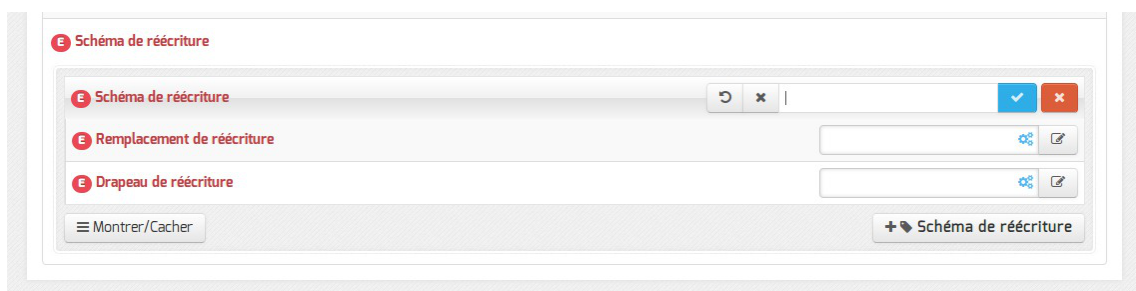 E Schéma de réécriture
E Schéma de réécriture
E Remplacement de réécriture
E Drapeau de réécriture
Montrer/Cacher
Schéma de réécriture